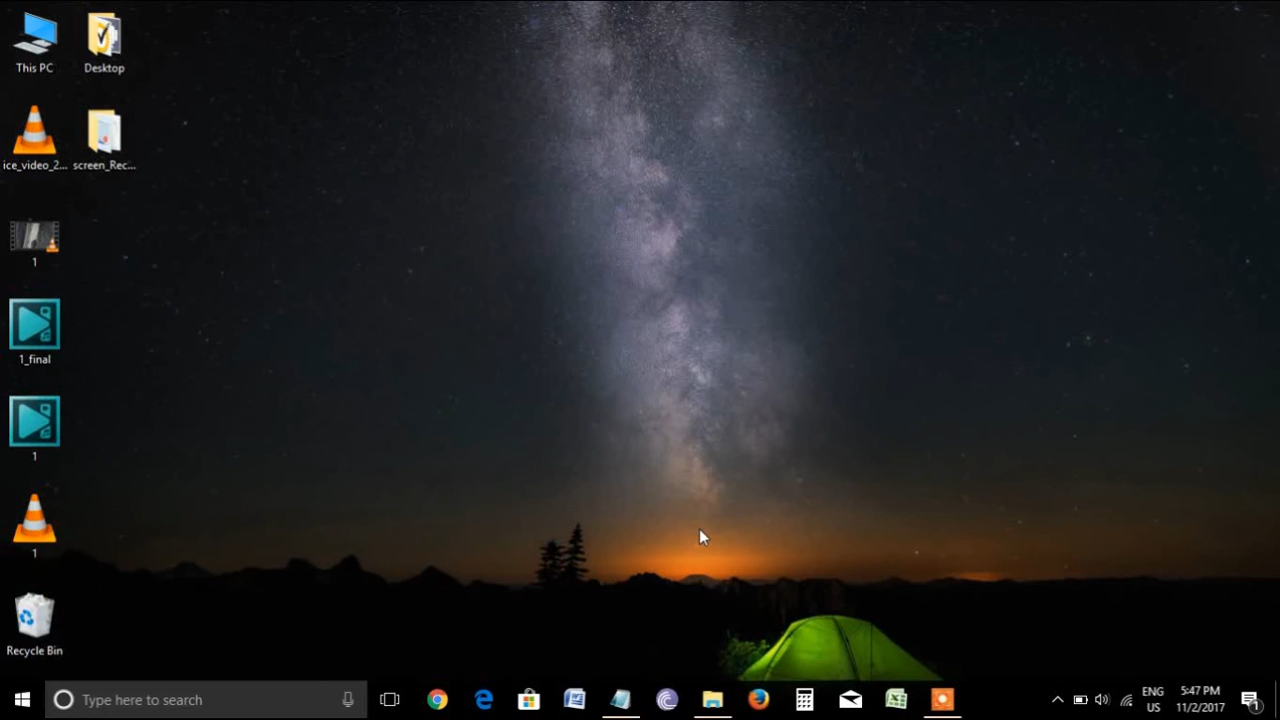 This PC
Desktop
ice_video_2...
screen_Rec...
1
1_final
1
1
Recycle Bin
Type here to search
ENG
US
5:47 PM
11/2/2017
1